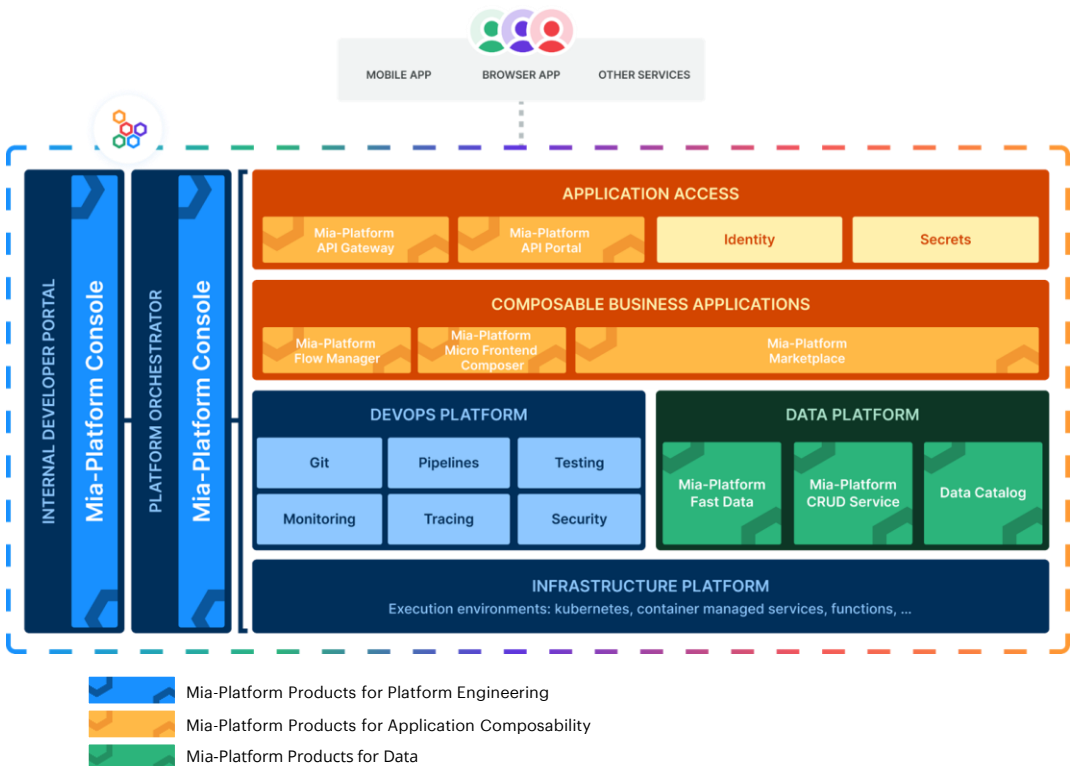 MOBILE APP
BROWSER APP
OTHER SERVICES
INTERNAL DEVELOPER PORTAL
Mia-Platform Console
PLATFORM ORCHESTRATOR
Mia-Platform Console
APPLICATION ACCESS
Mia-Platform
API Gateway
Mia-Platform
API Portal
Identity
Secrets
COMPOSABLE BUSINESS APPLICATIONS
Mia-Platform
Flow Manager
Mia-Platform
Micro Frontend
Composer
Mia-Platform
Marketplace
DEVOPS PLATFORM
Git
Pipelines
Testing
Monitoring
Tracing
Security
DATA PLATFORM
Mia-Platform
Fast Data
Mia-Platform
CRUD Service
Data Catalog
INFRASTRUCTURE PLATFORM
Execution environments: kubernetes, container managed services, functions, ...
Mia-Platform Products for Platform Engineering
Mia-Platform Products for Application Composability
Mia-Platform Products for Data